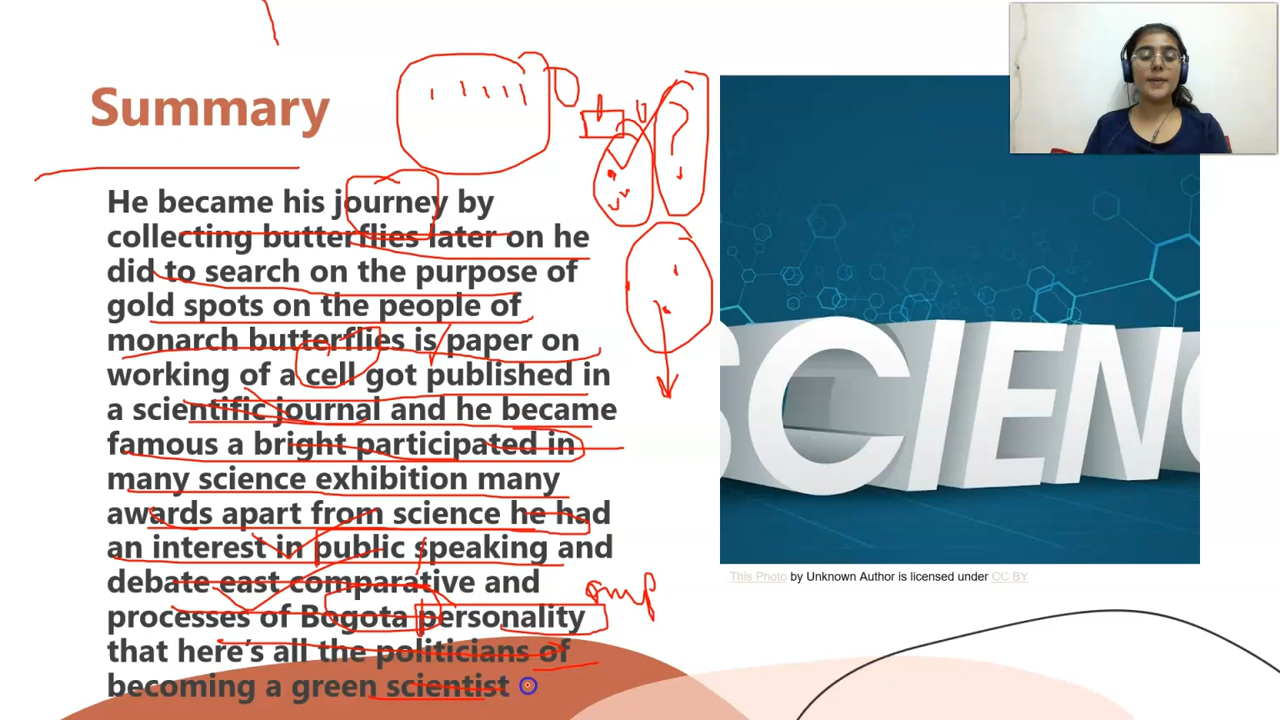 Summary
He became his journey by
collecting butterflies later on he
did to search on the purpose of
gold spots on the people of
monarch butterflies is paper on
working of a cell got published in
a scientific journal and he became
famous a bright participated in
many science exhibition many
awards apart from science he had
an interest in public speaking and
debate east comparative and
processes of Bogota personality
that here's all the politicians of
becoming a green scientist
SCIENC
This Photo by Unknown Author is licensed under CC BY